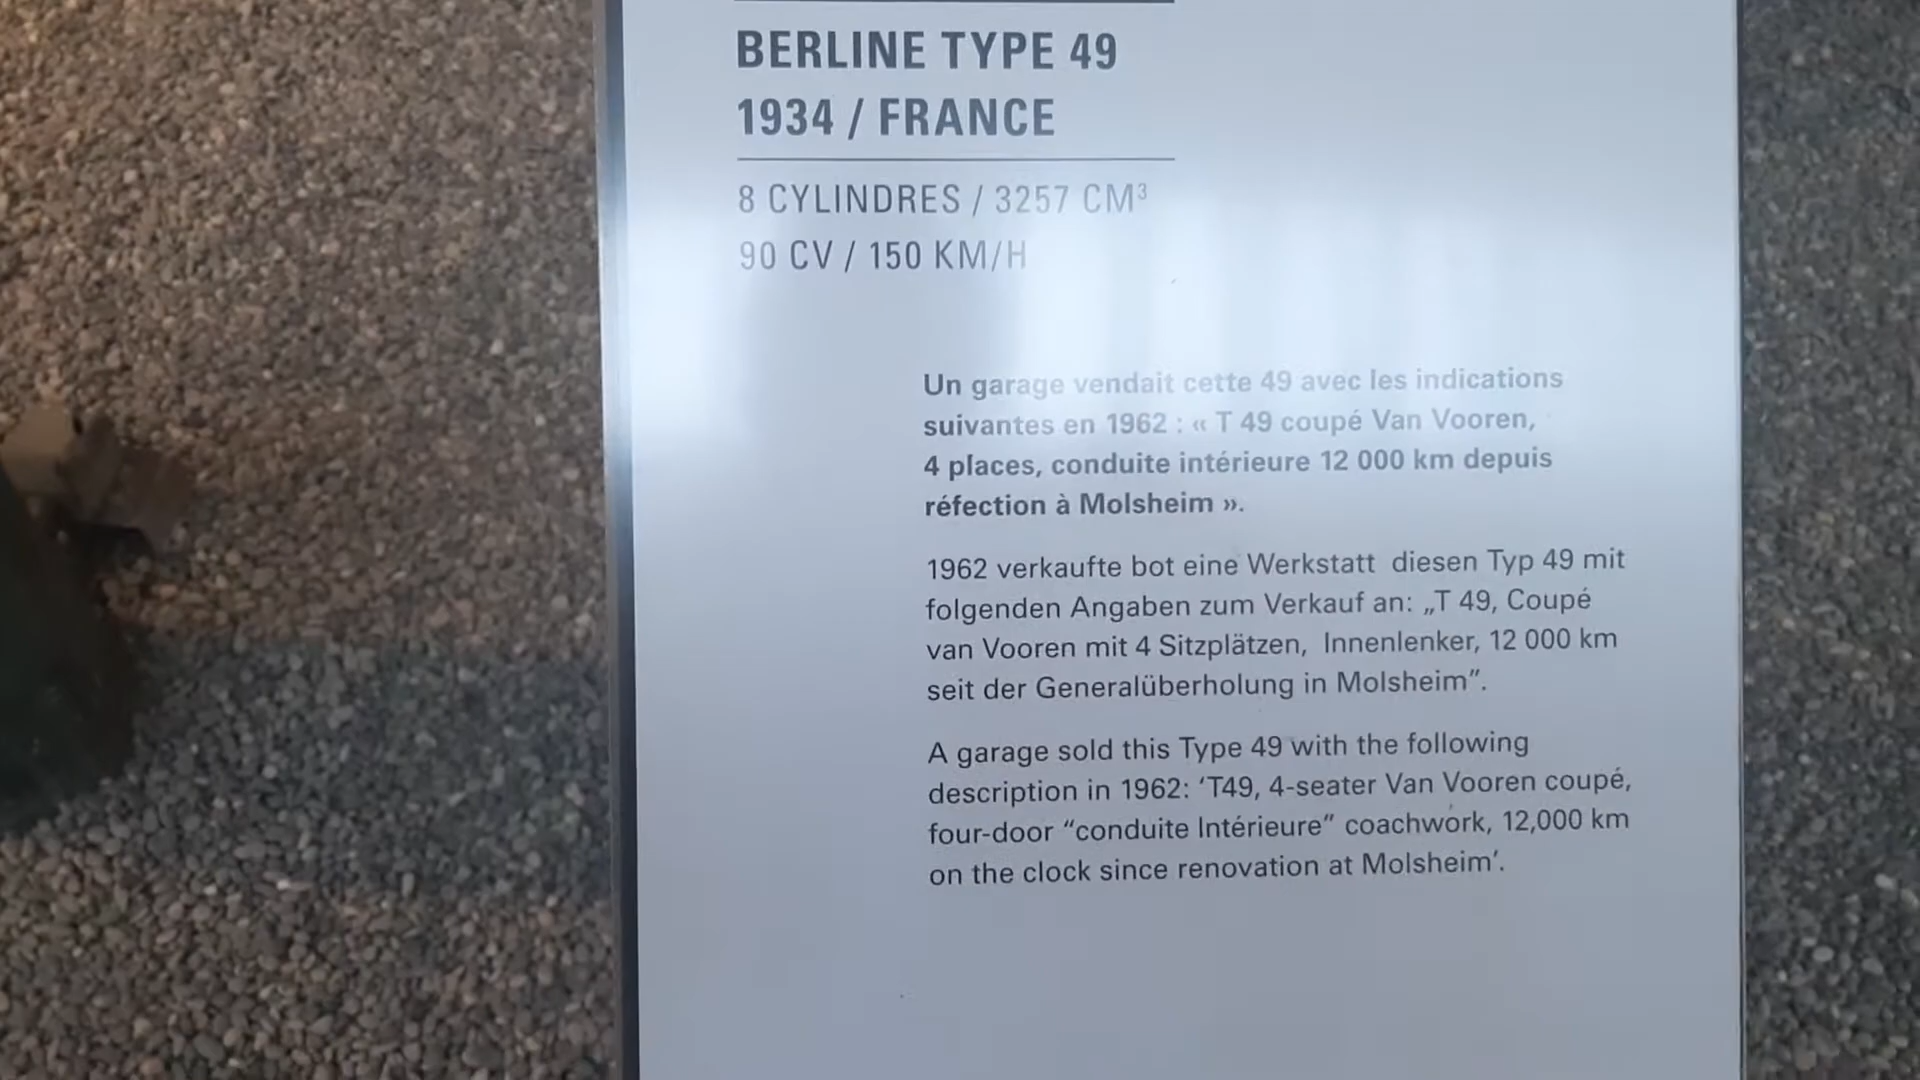 BERLINE TYPE 49
1934 / FRANCE
8 CYLINDRES / 3257 CM³
90 CV / 150 KM/H
Un garage vendait cette 49 avec les indications
suivantes en 1962 : « T 49 coupé Van Vooren,
4 places, conduite intérieure 12 000 km depuis
réfection à Molsheim ».
1962 verkaufte bot eine Werkstatt diesen Typ 49 mit
folgenden Angaben zum Verkauf an: „T 49, Coupé
van Vooren mit 4 Sitzplätzen, Innenlenker, 12 000 km
seit der Generalüberholung in Molsheim”.
A garage sold this Type 49 with the following
description in 1962: ‘T49, 4-seater Van Vooren coupé,
four-door “conduite Intérieure” coachwork, 12,000 km
on the clock since renovation at Molsheim’.